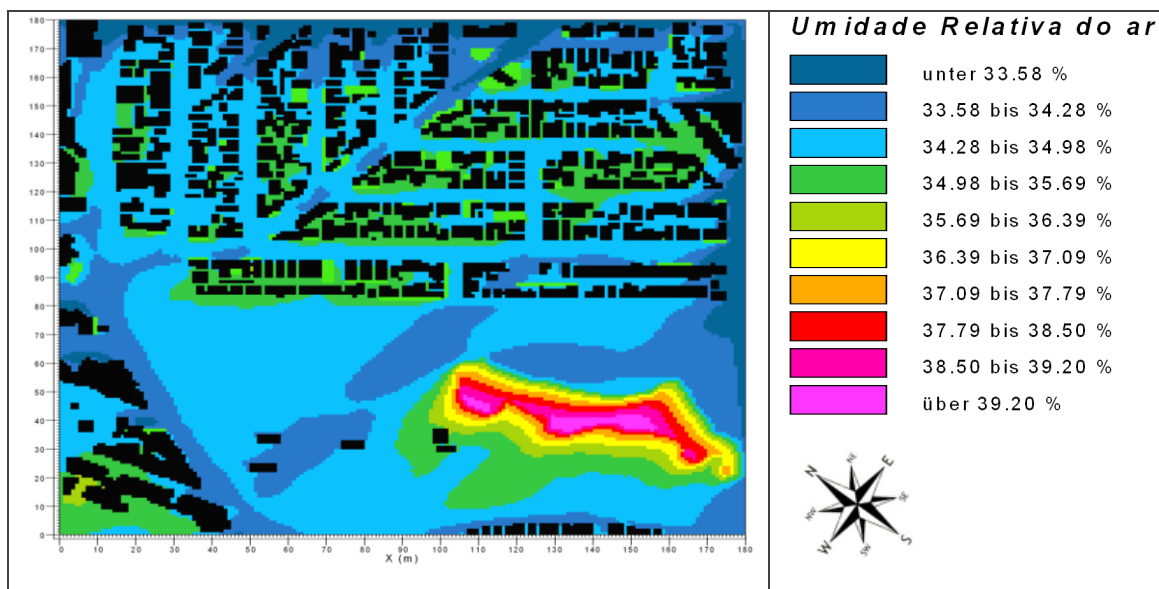 Umidade Relativa do ar
unter 33.58 %
33.58 bis 34.28 %
34.28 bis 34.98 %
34.98 bis 35.69 %
35.69 bis 36.39 %
36.39 bis 37.09 %
37.09 bis 37.79 %
37.79 bis 38.50 %
38.50 bis 39.20 %
über 39.20 %
180
170
160
150
140
130
120
110
100
90
80
70
60
50
40
30
20
10
0
0 10 20 30 40 50 60 70 80 90 100 110 120 130 140 150 160 170 180
X (m)
N NE E
NW SE
W SW S